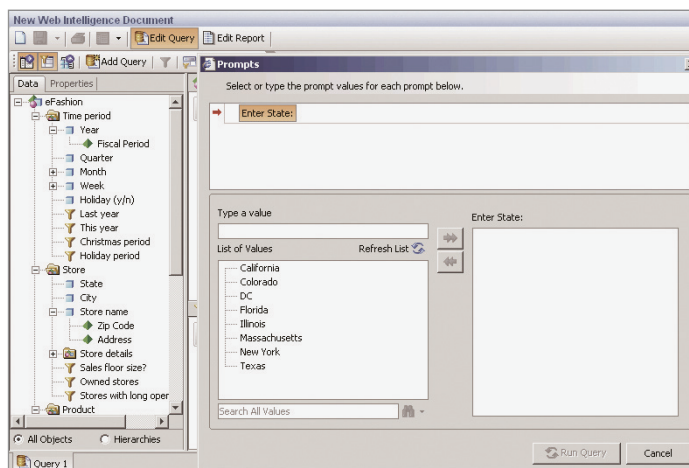 New Web Intelligence Document
Edit Query
Edit Report
Add Query
Data
Properties
eFashion
Time period
Year
Fiscal Period
Quarter
Month
Week
Holiday (y/n)
Last year
This year
Christmas period
Holiday period
Store
State
City
Store name
Zip Code
Address
Store details
Sales floor size?
Owned stores
Stores with long oper
Product
All Objects
Hierarchies
Query 1
Prompts
Select or type the prompt values for each prompt below.
Enter State:
Type a value
Enter State:
List of Values
Refresh List
California
Colorado
DC
Florida
Illinois
Massachusetts
New York
Texas
Search All Values
Run Query
Cancel